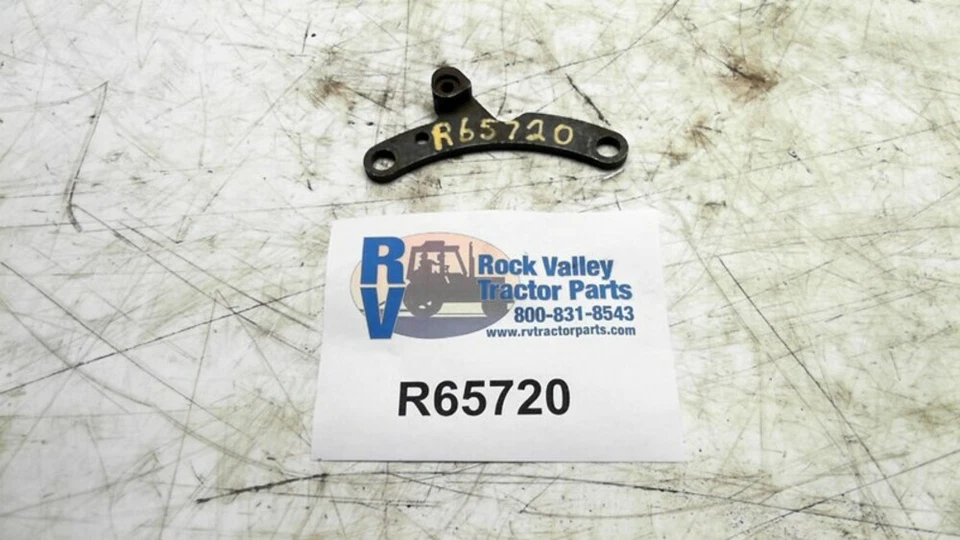 R65720
RV
Rock Valley
Tractor Parts
800-831-8543
www.rvtractorparts.com
R65720